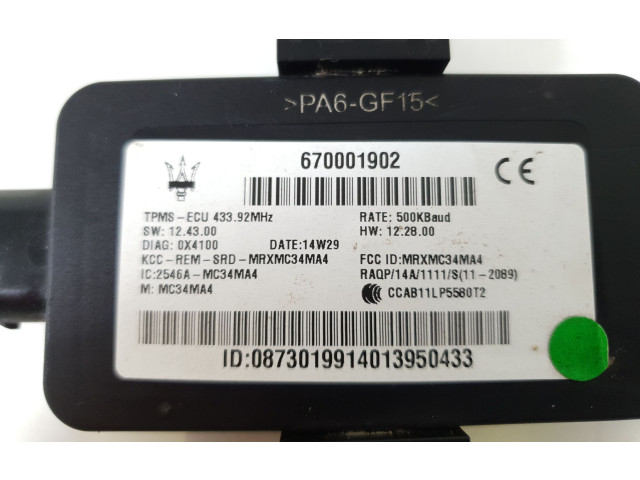 >PA6-GF15<
670001902
CE
TPMS-ECU 433.92MHz
RATE: 500KBaud
SW: 12.43.00
HW: 12.28.00
DIAG: 0X4100
DATE:14W29
KCC-REM-SRD-MRXMC34MA4
FCC ID:MRXMC34MA4
IC:2546A-MC34MA4
RAQP/14A/1111/S(11-2089)
M: MC34MA4
CCAB11LP5580T2
ID:0873019914013950433